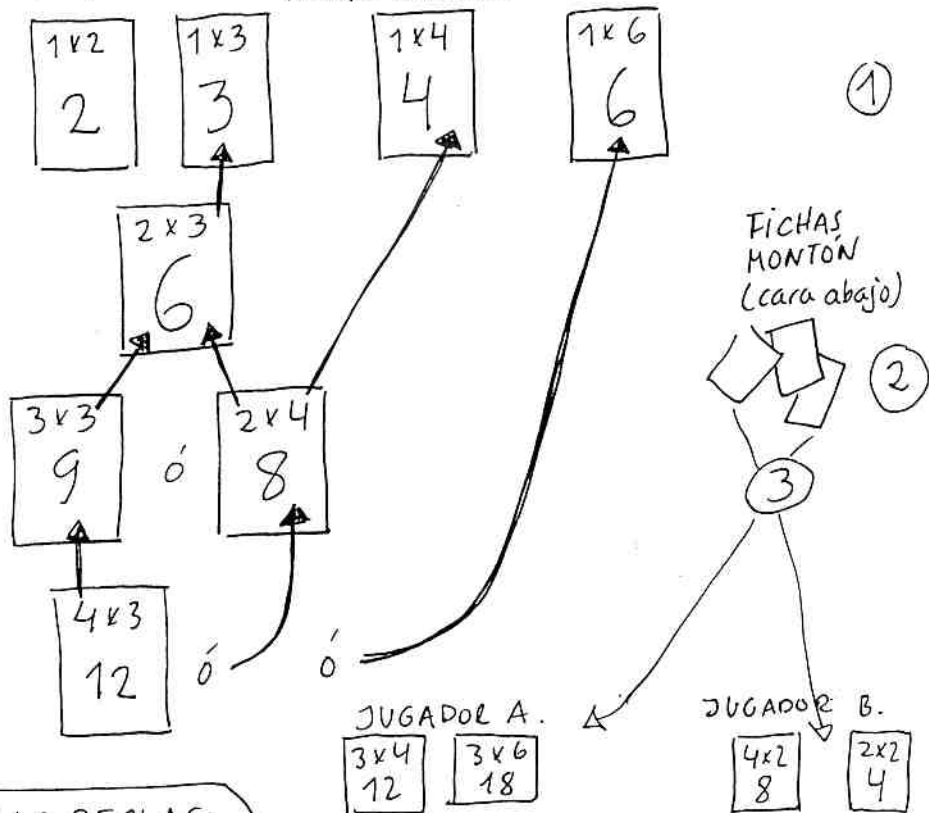 1x2
2
1x3
3
1x4
4
1x6
6
1
2x3
6
FICHAS
MONTÓN
(cara abajo)
2
3x3
9
ó
2x4
8
3
4x3
12
ó
ó
JUGADOR A.
3x4
12
3x6
18
JUGADOR B.
4x2
8
2x2
4